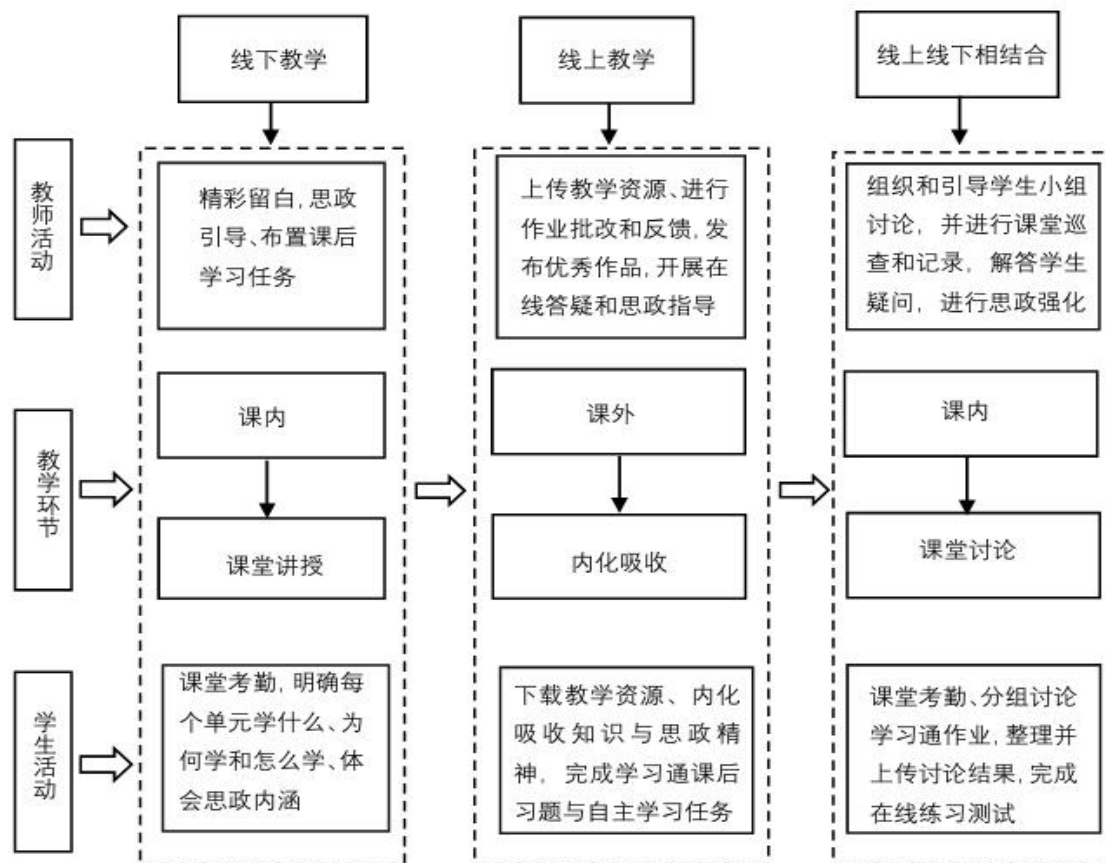 线下教学
线上教学
线上线下相结合
教师活动
精彩留白,思政
引导、布置课后
学习任务
上传教学资源、进行
作业批改和反馈,发
布优秀作品,开展在
线答疑和思政指导
组织和引导学生小组
讨论，并进行课堂巡
查和记录，解答学生
疑问，进行思政强化
教学环节
课内
课外
课内
课堂讲授
内化吸收
课堂讨论
学生活动
课堂考勤,明确每
个单元学什么、为
何学和怎么学、体
会思政内涵
下载教学资源、内化
吸收知识与思政精
神，完成学习通课后
习题与自主学习任务
课堂考勤、分组讨论
学习通作业,整理并
上传讨论结果,完成
在线练习测试